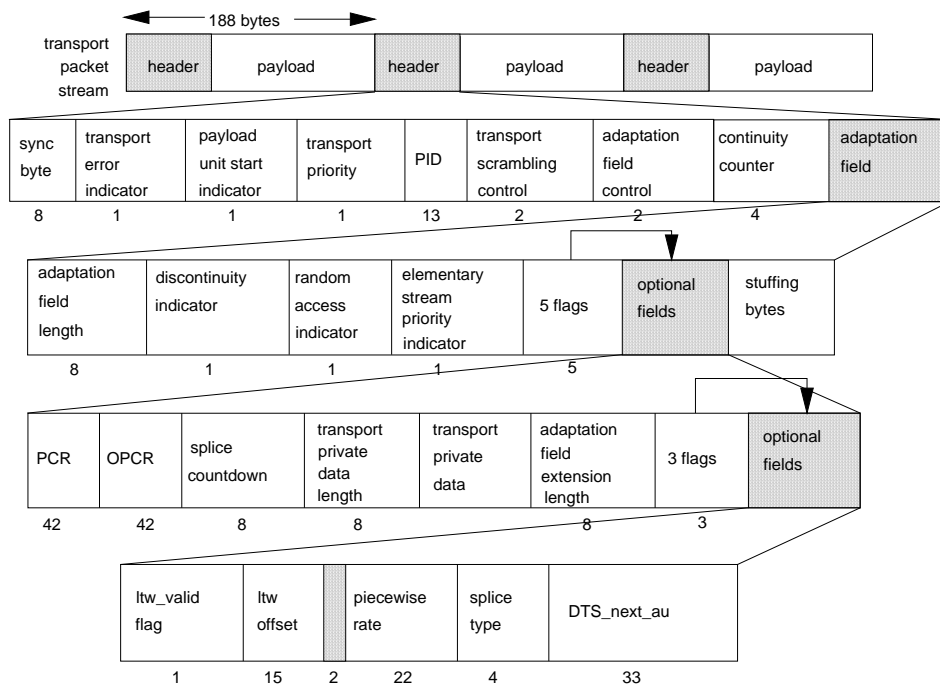 188 bytes
transport
packet
stream
header
payload
header
payload
header
payload
sync
byte
transport
error
indicator
payload
unit start
indicator
transport
priority
PID
transport
scrambling
control
adaptation
field
control
continuity
counter
adaptation
field
8
1
1
1
13
2
2
4
adaptation
field
length
discontinuity
indicator
random
access
indicator
elementary
stream
priority
indicator
5 flags
optional
fields
stuffing
bytes
8
1
1
1
5
PCR
OPCR
splice
countdown
transport
private
data
length
transport
private
data
adaptation
field
extension
length
3 flags
optional
fields
42
42
8
8
8
3
ltw_valid
flag
ltw
offset
piecewise
rate
splice
type
DTS_next_au
1
15
2
22
4
33